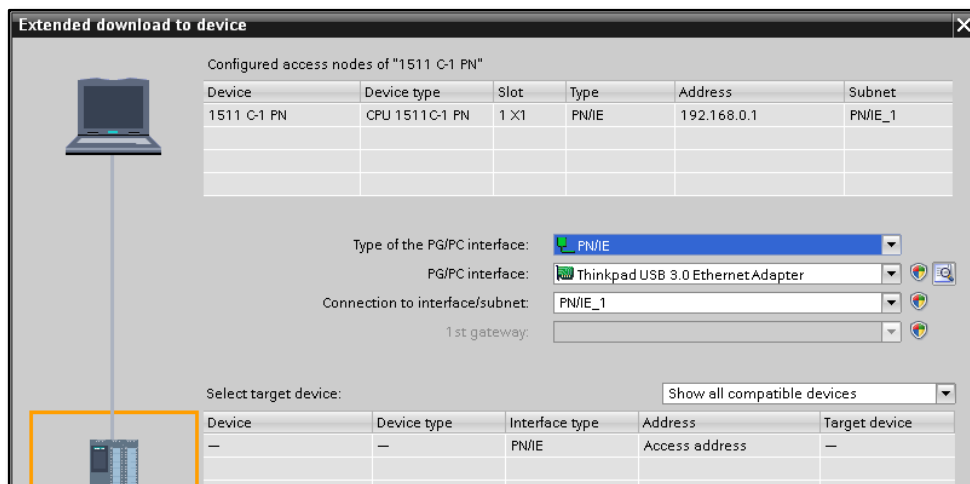 Extended download to device
Configured access nodes of "1511 C-1 PN"
Device Device type Slot Type Address Subnet
1511 C-1 PN CPU 1511C-1 PN 1 X1 PN/IE 192.168.0.1 PN/IE_1
Type of the PG/PC interface: PN/IE
PG/PC interface: Thinkpad USB 3.0 Ethernet Adapter
Connection to interface/subnet: PN/IE_1
1st gateway:
Select target device: Show all compatible devices
Device Device type Interface type Address Target device
— — PN/IE Access address —